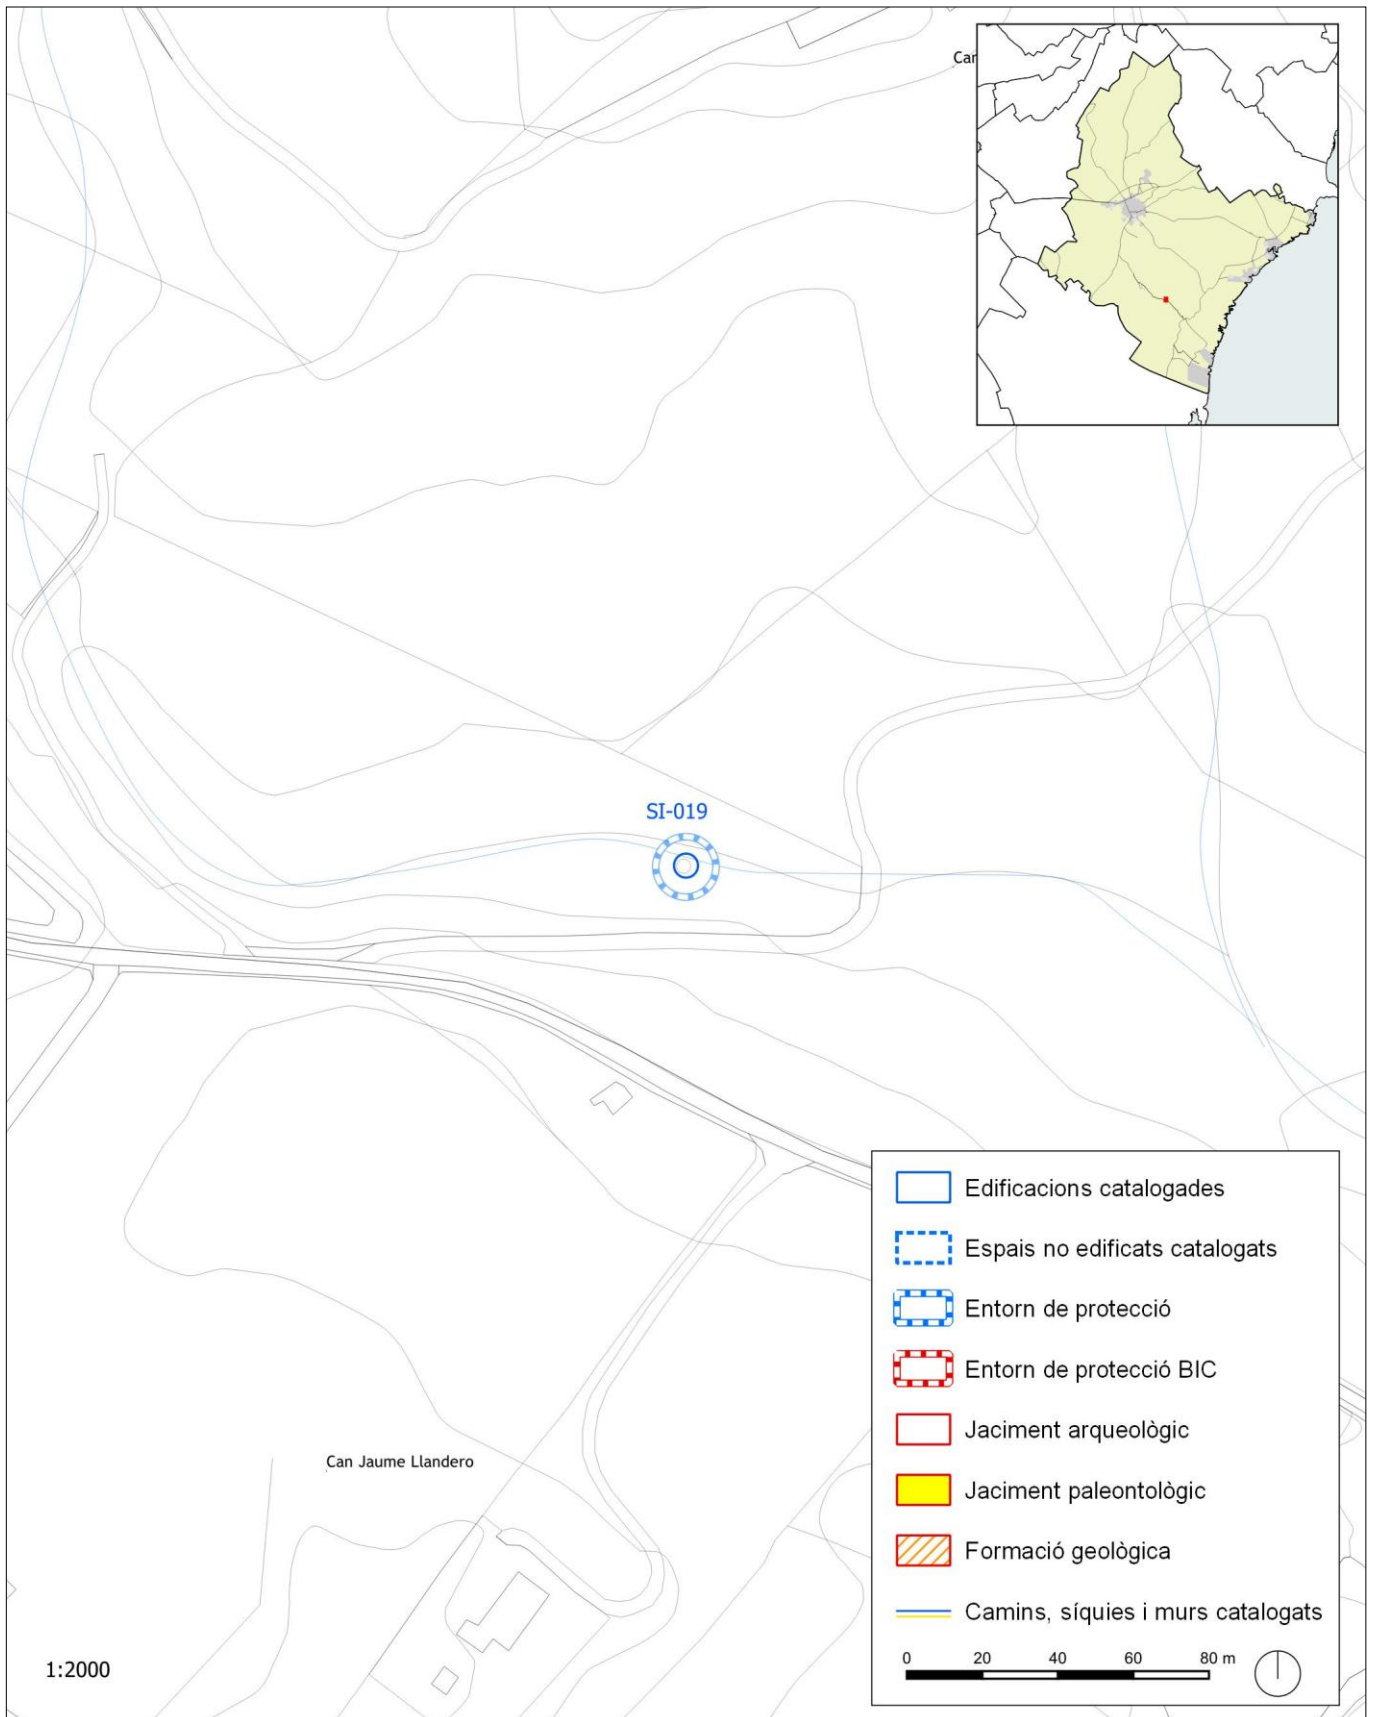 SI-019
Can Jaume Llandero
Edificacions catalogades
Espais no edificats catalogats
Entorn de protecció
Entorn de protecció BIC
Jaciment arqueològic
Jaciment paleontològic
Formació geològica
Camins, síquies i murs catalogats
0 20 40 60 80 m
1:2000